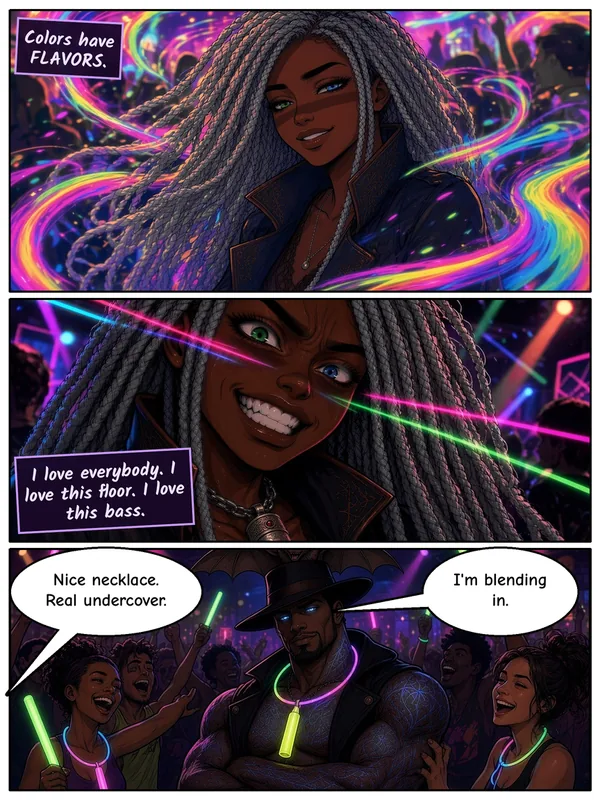 Colors have
FLAVORS.
I love everybody. I
love this floor. I love
this bass.
Nice necklace.
Real undercover.
I'm blending
in.